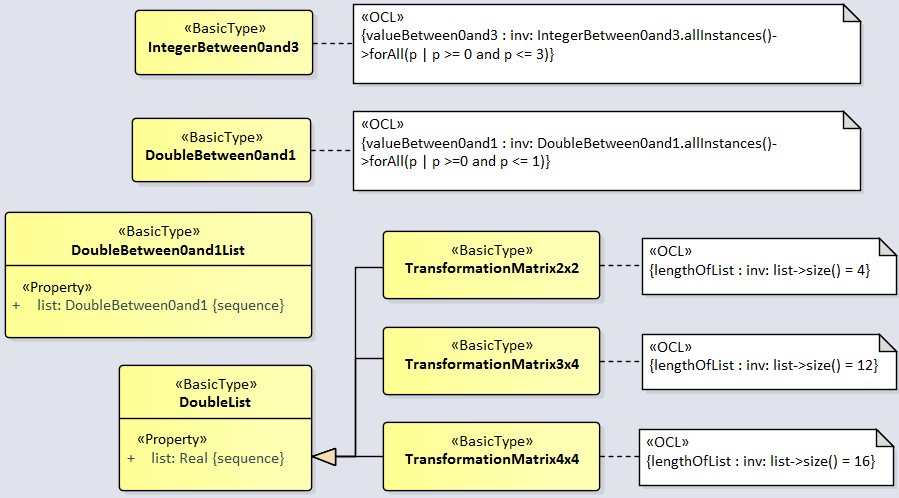 «BasicType»
IntegerBetween0and3
«OCL»
{valueBetween0and3 : inv: IntegerBetween0and3.allInstances()-
>forAll(p | p >= 0 and p <= 3)}
«BasicType»
DoubleBetween0and1
«OCL»
{valueBetween0and1 : inv: DoubleBetween0and1.allInstances()-
>forAll(p | p >=0 and p <= 1)}
«BasicType»
DoubleBetween0and1List
«Property»
+ list: DoubleBetween0and1 {sequence}
«BasicType»
TransformationMatrix2x2
«OCL»
{lengthOfList : inv: list->size() = 4}
«BasicType»
TransformationMatrix3x4
«OCL»
{lengthOfList : inv: list->size() = 12}
«BasicType»
DoubleList
«Property»
+ list: Real {sequence}
«BasicType»
TransformationMatrix4x4
«OCL»
{lengthOfList : inv: list->size() = 16}